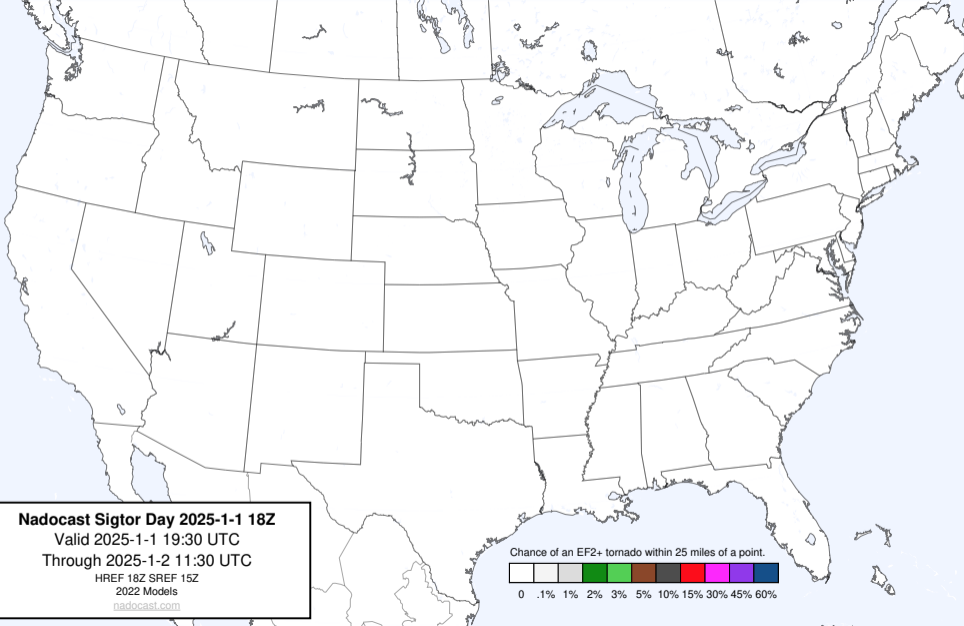 Nadocast Sigtor Day 2025-1-1 18Z
Valid 2025-1-1 19:30 UTC
Through 2025-1-2 11:30 UTC
HREF 18Z SREF 15Z
2022 Models
nadocast.com
Chance of an EF2+ tornado within 25 miles of a point.
0 .1% 1% 2% 3% 5% 10% 15% 30% 45% 60%